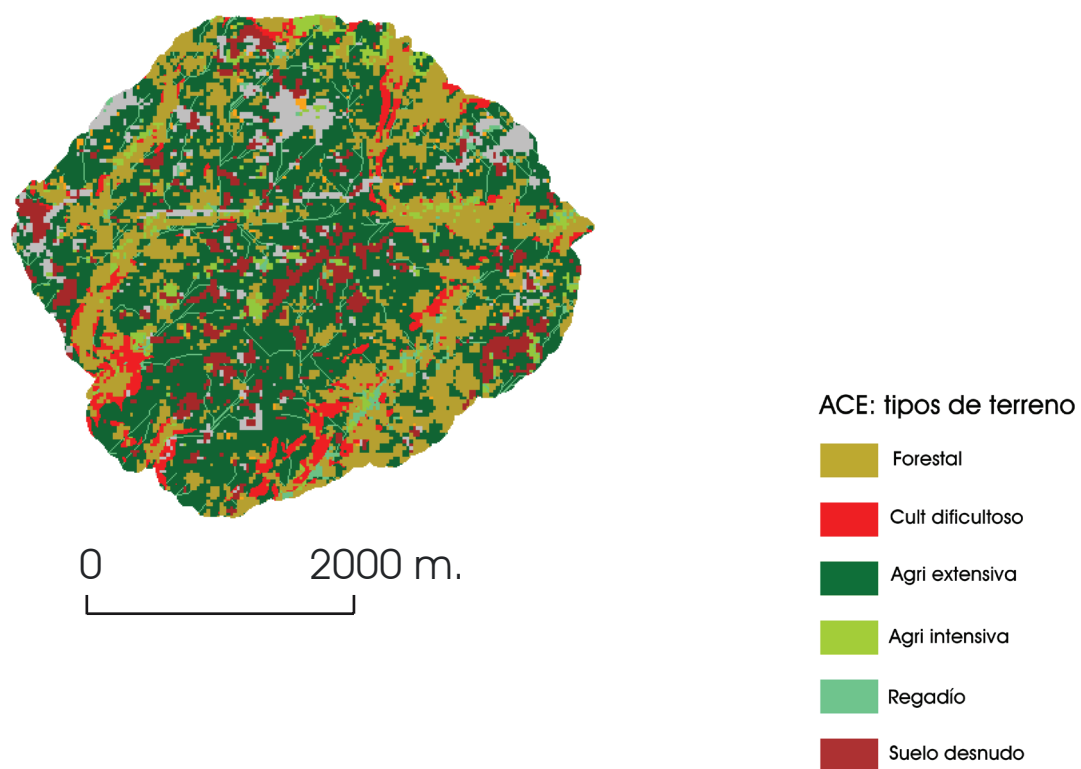 ACE: tipos de terreno
Forestal
Cult dificultoso
Agri extensiva
Agri intensiva
Regadío
Suelo desnudo
0 2000 m.